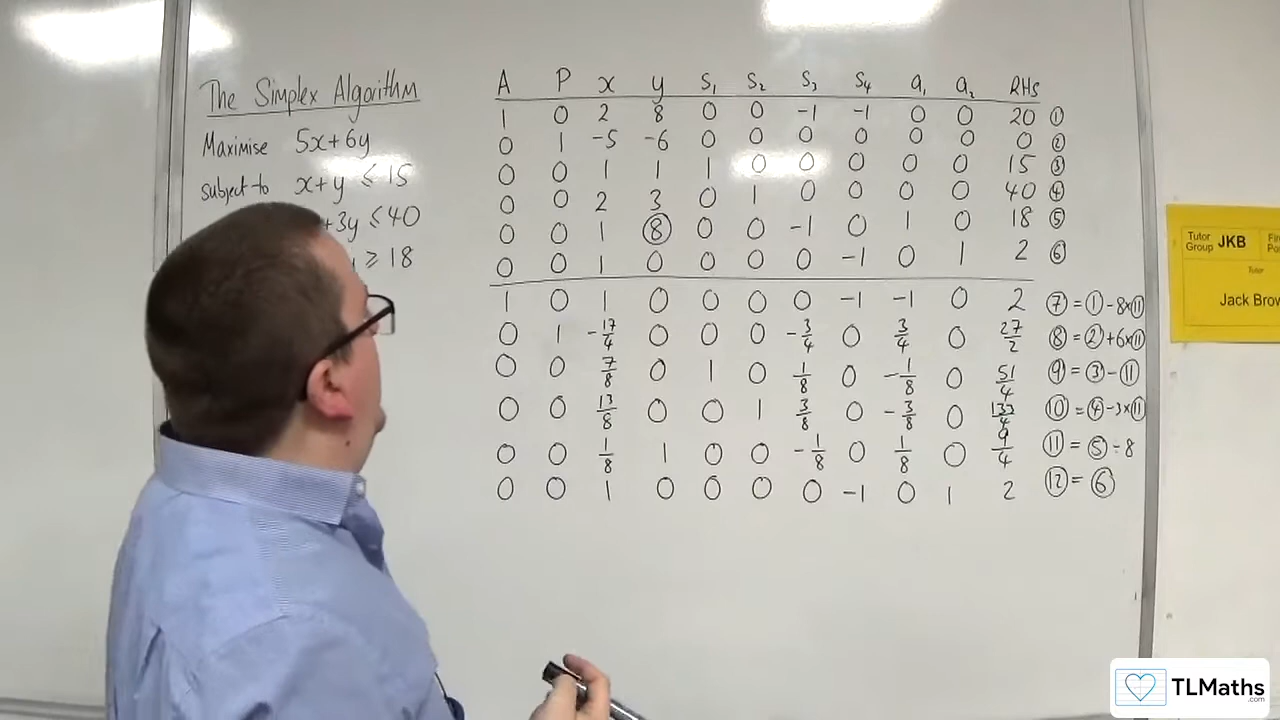 The Simplex Algorithm
Maximise 5x+6y
Subject to x+y ≤ 15
+3y ≤ 40
≥ 18
A P x y S₁ S₂ S₃ S₄ a₁ a₂ RHS
1 0 2 8 0 0 -1 -1 0 0 20 ①
0 1 -5 -6 0 0 0 0 0 0 0 ②
0 0 1 1 1 0 0 0 0 0 15 ③
0 0 2 3 0 1 0 0 0 0 40 ④
0 0 1 ⑧ 0 0 -1 0 1 0 18 ⑤
0 0 1 0 0 0 0 -1 0 1 2 ⑥
1 0 1 0 0 0 0 -1 -1 0 2 ⑦ = ① - 8×⑪
0 1 -17/4 0 0 0 -3/4 0 3/4 0 27/2 ⑧ = ② + 6×⑪
0 0 7/8 0 1 0 1/8 0 -1/8 0 51/4 ⑨ = ③ - ⑪
0 0 13/8 0 0 1 3/8 0 -3/8 0 133/4 ⑩ = ④ - 3×⑪
0 0 1/8 1 0 0 -1/8 0 1/8 0 9/4 ⑪ = ⑤ ÷ 8
0 0 1 0 0 0 0 -1 0 1 2 ⑫ = ⑥
Tutor Group JKB
Tutor
Jack Brow
TLMaths